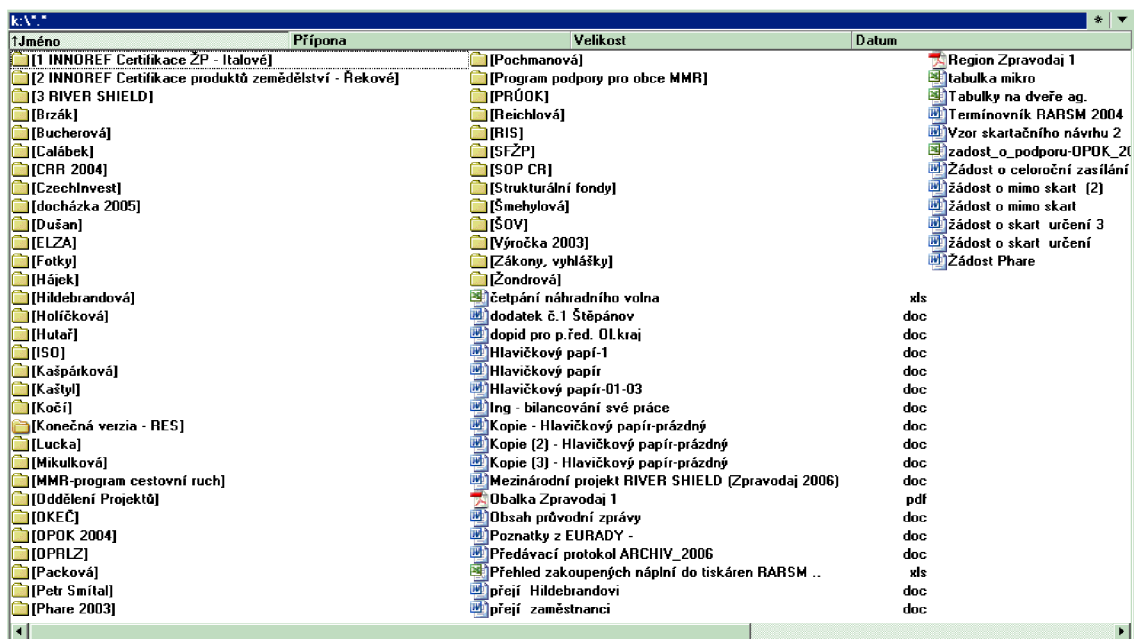 k:\*.*
* ▼
↑Jméno Přípona Velikost Datum
[1 INNOREF Certifikace ŽP - Italové]
[2 INNOREF Certifikace produktů zemědělství - Řekové]
[3 RIVER SHIELD]
[Brzák]
[Bucherová]
[Calábek]
[CRR 2004]
[CzechInvest]
[docházka 2005]
[Dušan]
[ELZA]
[Fotky]
[Hájek]
[Hildebrandová]
[Holíčková]
[Hutař]
[ISO]
[Kašpárková]
[Kaštyl]
[Kočí]
[Konečná verzia - RES]
[Lucka]
[Mikulková]
[MMR-program cestovní ruch]
[Oddělení Projektů]
[OKEČ]
[OPOK 2004]
[OPRLZ]
[Packová]
[Petr Smítal]
[Phare 2003]
[Pochmanová]
[Program podpory pro obce MMR]
[PRÚOK]
[Reichlová]
[RIS]
[SFŽP]
[SOP CR]
[Strukturální fondy]
[Šmehylová]
[ŠOV]
[Výročka 2003]
[Zákony, vyhlášky]
[Žondrová]
četpání náhradního volna xls
dodatek č.1 Štěpánov doc
dopid pro p.řed. OLkraj doc
Hlavičkový papí-1 doc
Hlavičkový papír doc
Hlavičkový papír-01-03 doc
Ing - bilancování své práce doc
Kopie - Hlavičkový papír-prázdný doc
Kopie (2) - Hlavičkový papír-prázdný doc
Kopie (3) - Hlavičkový papír-prázdný doc
Mezinárodní projekt RIVER SHIELD (Zpravodaj 2006) doc
Obalka Zpravodaj 1 pdf
Obsah průvodní zprávy doc
Poznatky z EURADY - doc
Předávací protokol ARCHIV_2006 doc
Přehled zakoupených náplní do tiskáren RARSM .. xls
přejí Hildebrandovi doc
přejí zaměstnanci doc
Region Zpravodaj 1
tabulka mikro
Tabulky na dveře ag.
Termínovník RARSM 2004
Vzor skartačního návrhu 2
zadost_o_podporu-OPOK_20
Žádost o celoroční zasílání
žádost o mimo skart (2)
žádost o mimo skart
žádost o skart určení 3
žádost o skart určení
Žádost Phare